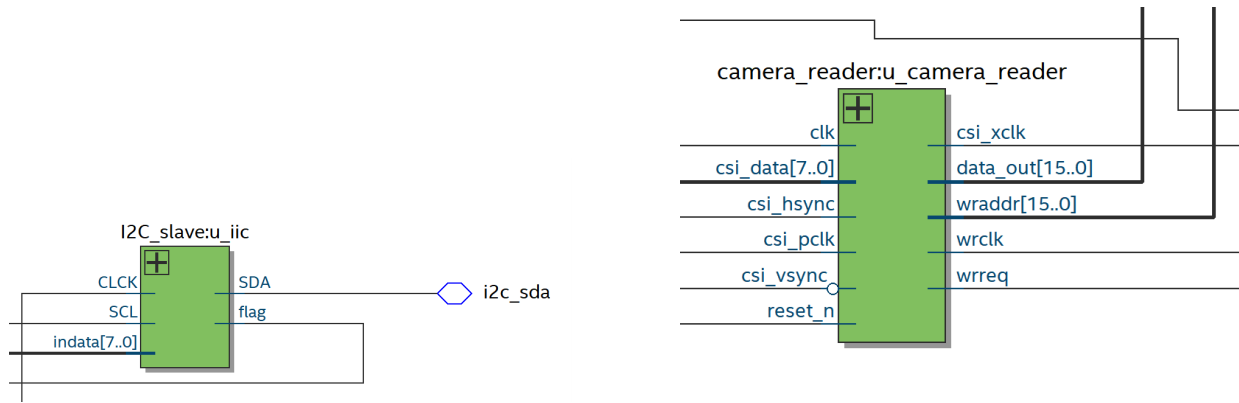 I2C_slave:u_iic
CLCK
SCL
indata[7..0]
SDA
flag
i2c_sda
camera_reader:u_camera_reader
clk
csi_data[7..0]
csi_hsync
csi_pclk
csi_vsync
reset_n
csi_xclk
data_out[15..0]
wraddr[15..0]
wrclk
wrreq